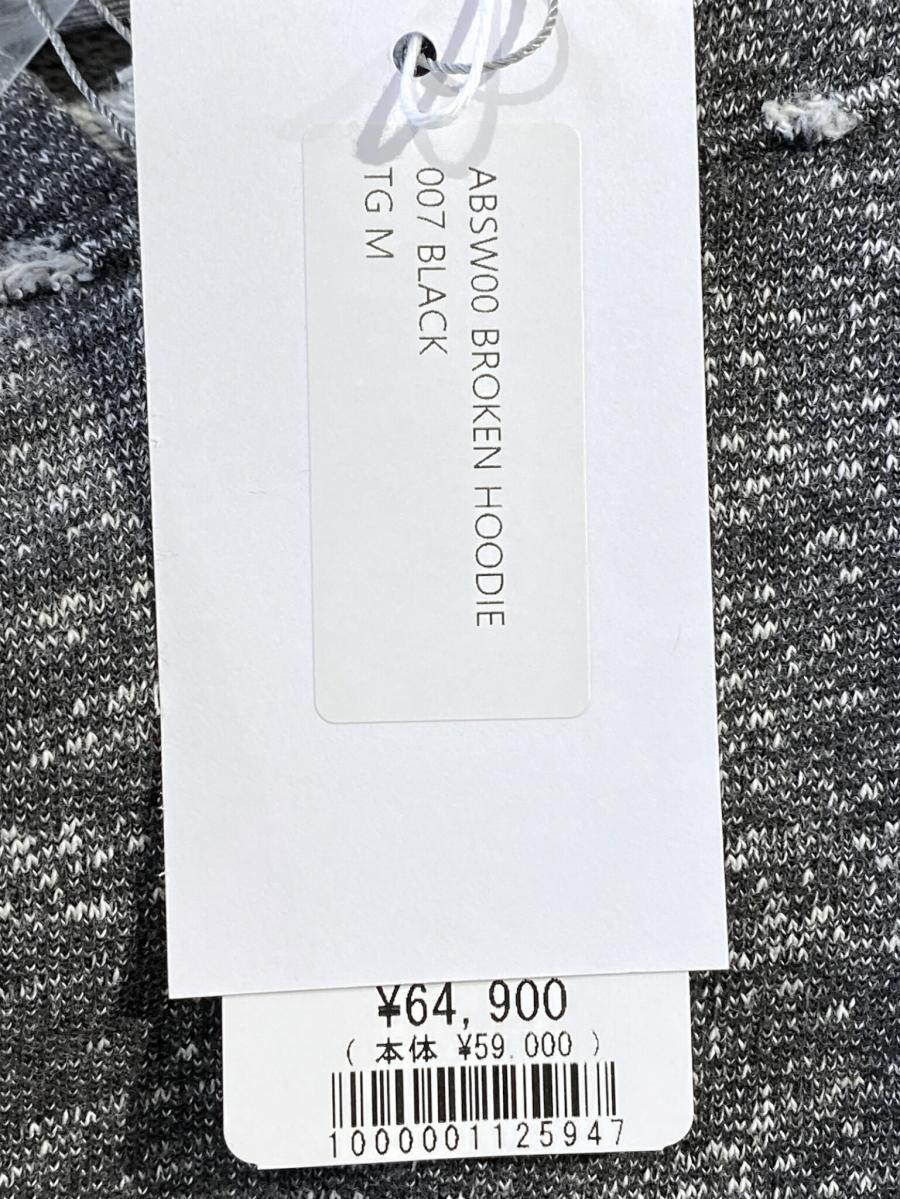 ABSW00 BROKEN HOODIE
007 BLACK
TG M
¥64,900
( 本体 ¥59.000 )
1000001125947